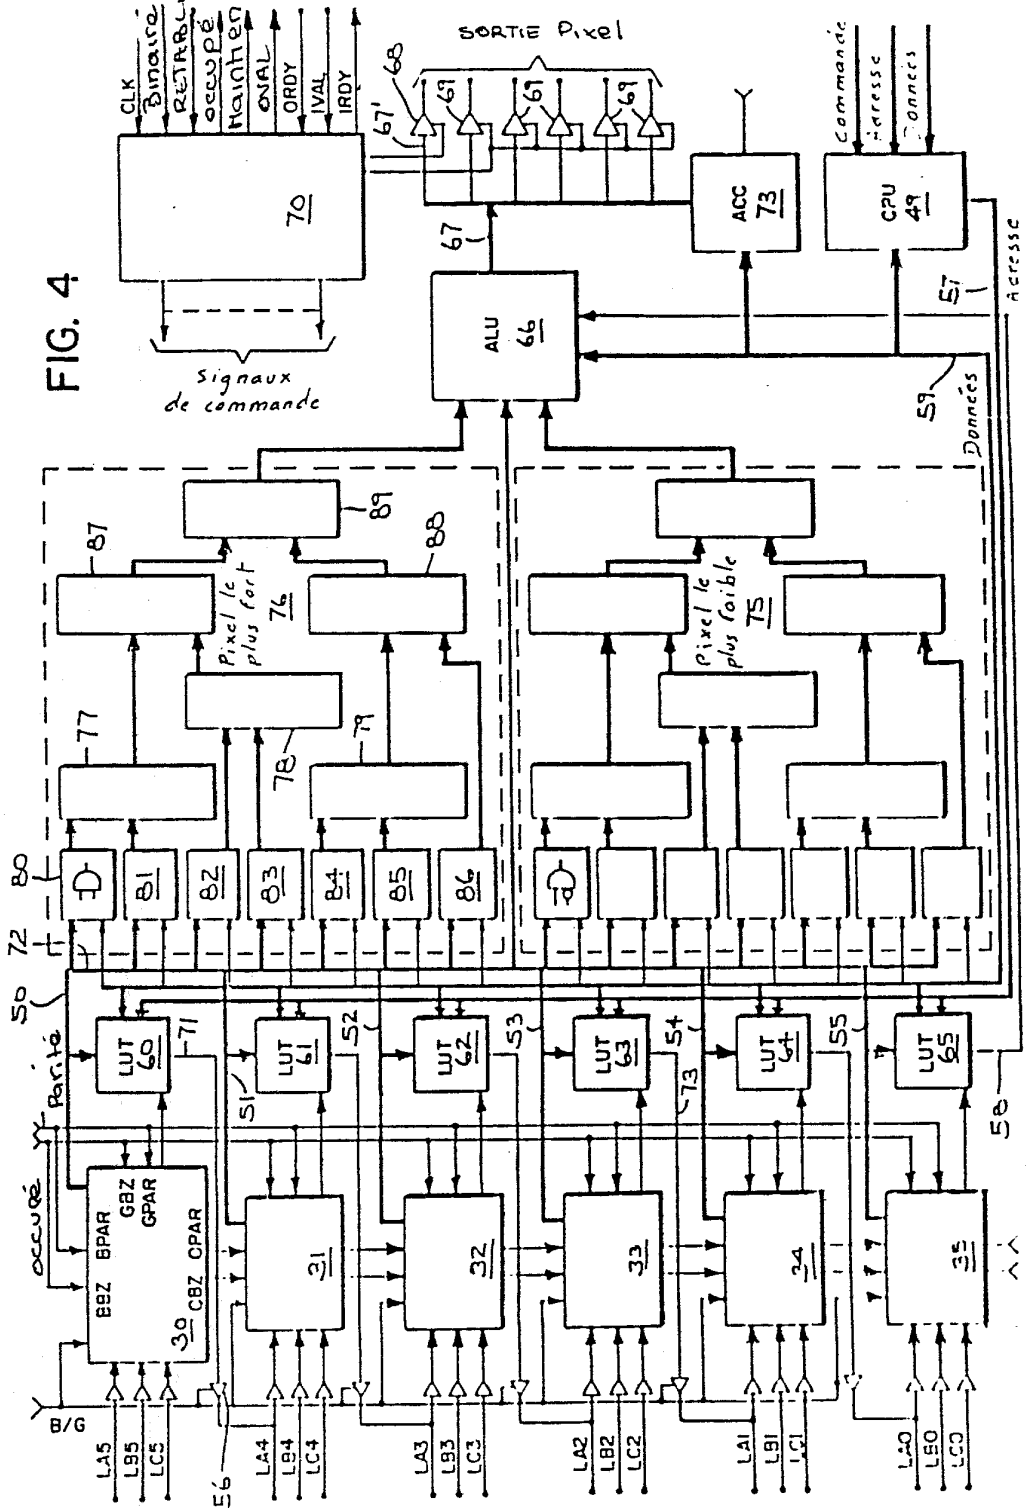 FIG. 4
CLK
Binaire
RETABLI
occupé
Maintien
OVAL
ORDY
IVAL
IRDY
70
signaux
de commande
SORTIE Pixel
68
69
69
69
67'
67
ALU
66
ACC
73
CPU
49
Commande
Adresse
Données
57
Adresse
59
Données
87
89
88
Pixel le
plus fort
76
77
78
79
Pixel le
plus faible
75
80
81
82
83
84
85
86
72
50
Parité
LUT
60
71
LUT
61
51
52
LUT
62
53
LUT
63
73
54
LUT
64
55
LUT
65
58
occupé
BBZ BPAR
GBZ
GPAR
CBZ CPAR
30
31
32
33
34
35
B/G
56
LA5
LB5
LC5
LA4
LB4
LC4
LA3
LB3
LC3
LA2
LB2
LC2
LA1
LB1
LC1
LA0
LB0
LC0